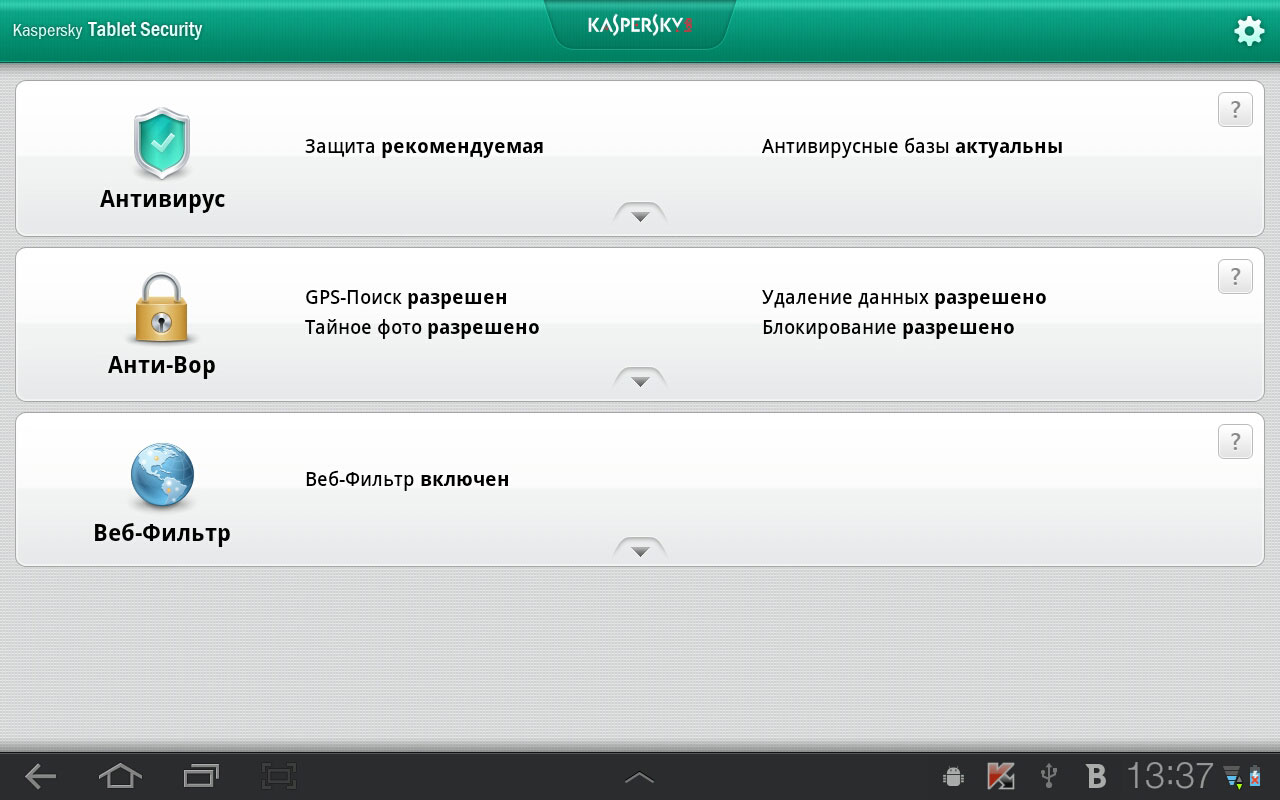 Kaspersky Tablet Security
KASPERSKY LAB
?
Защита рекомендуемая
Антивирусные базы актуальны
Антивирус
?
GPS-Поиск разрешен
Удаление данных разрешено
Тайное фото разрешено
Блокирование разрешено
Анти-Вор
?
Веб-Фильтр включен
Веб-Фильтр
B
13:37